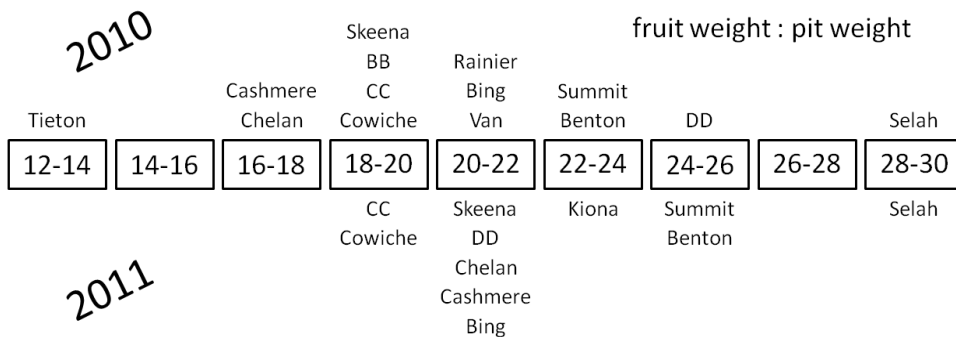 2010
fruit weight : pit weight
Skeena
BB
CC
Cowiche
Rainier
Bing
Van
Cashmere
Chelan
Summit
Benton
Tieton
DD
Selah
12-14
14-16
16-18
18-20
20-22
22-24
24-26
26-28
28-30
CC
Cowiche
Skeena
DD
Chelan
Cashmere
Bing
Kiona
Summit
Benton
Selah
2011